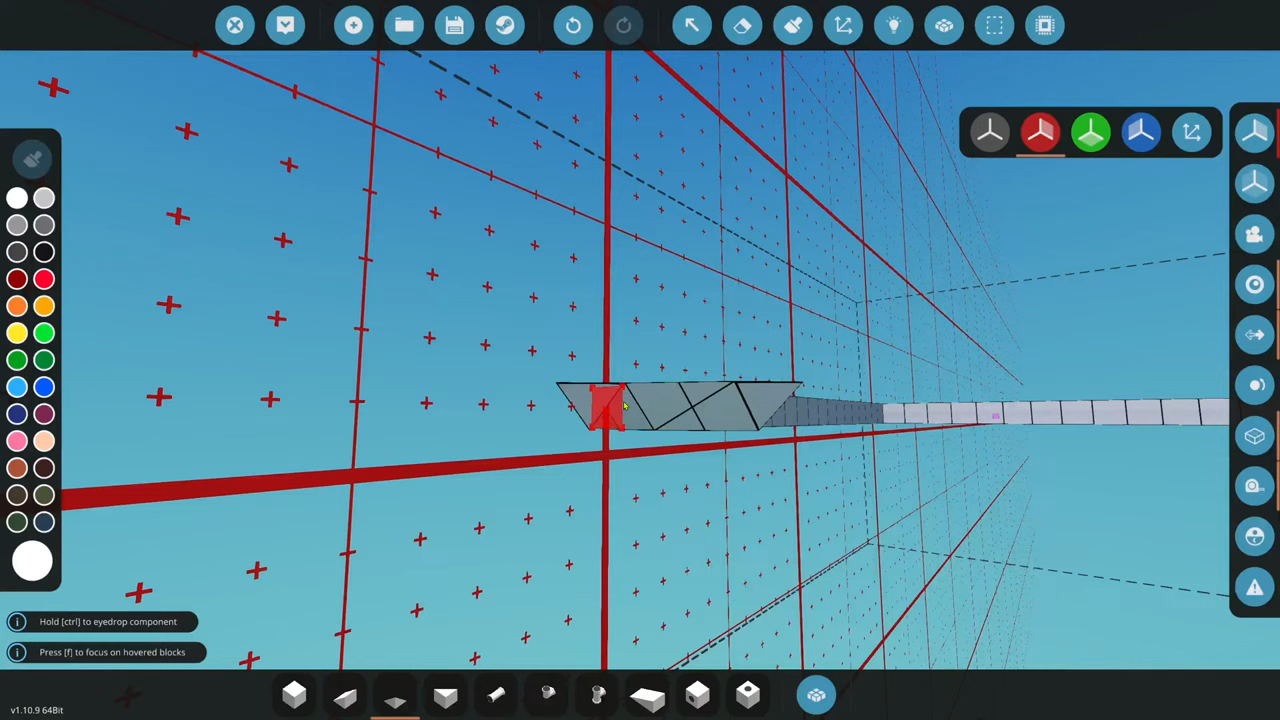 Hold [ctrl] to eyedrop component
Press [f] to focus on hovered blocks
v1.10.9 64Bit